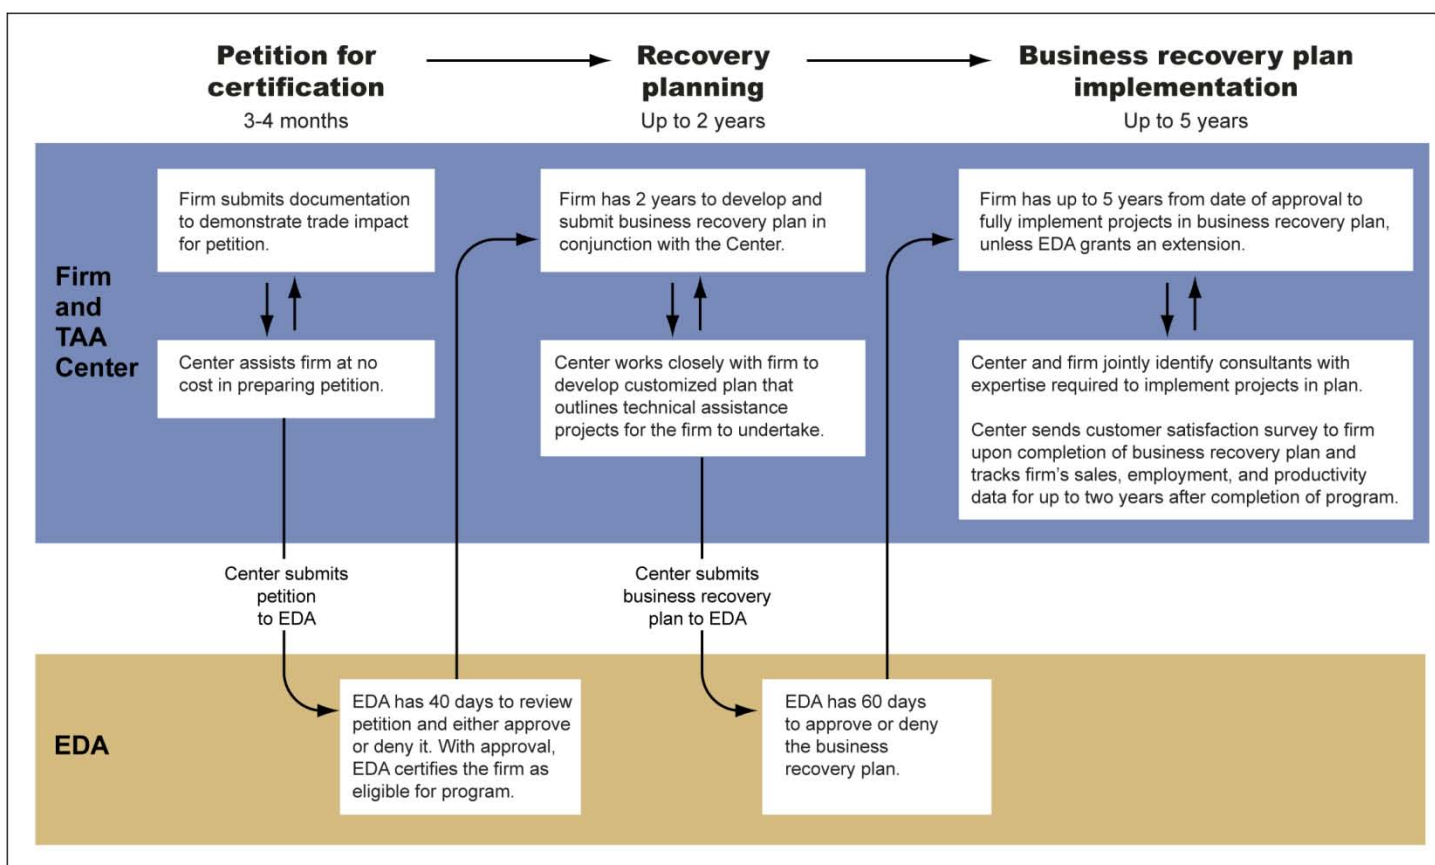 Petition for
certification
3-4 months
Recovery
planning
Up to 2 years
Business recovery plan
implementation
Up to 5 years
Firm
and
TAA
Center
Firm submits documentation
to demonstrate trade impact
for petition.
Center assists firm at no
cost in preparing petition.
Firm has 2 years to develop and
submit business recovery plan in
conjunction with the Center.
Center works closely with firm to
develop customized plan that
outlines technical assistance
projects for the firm to undertake.
Firm has up to 5 years from date of approval to
fully implement projects in business recovery plan,
unless EDA grants an extension.
Center and firm jointly identify consultants with
expertise required to implement projects in plan.
Center sends customer satisfaction survey to firm
upon completion of business recovery plan and
tracks firm's sales, employment, and productivity
data for up to two years after completion of program.
Center submits
petition
to EDA
Center submits
business recovery
plan to EDA
EDA
EDA has 40 days to review
petition and either approve
or deny it. With approval,
EDA certifies the firm as
eligible for program.
EDA has 60 days
to approve or deny
the business
recovery plan.